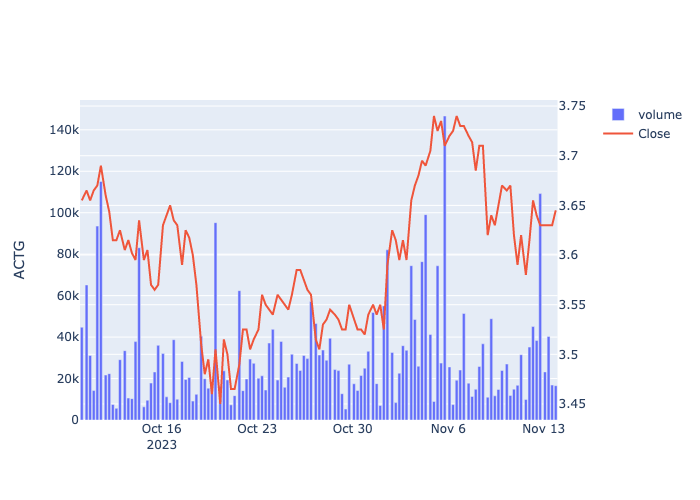 ACTG
140k
120k
100k
80k
60k
40k
20k
0
3.75
3.7
3.65
3.6
3.55
3.5
3.45
Oct 16
2023
Oct 23
Oct 30
Nov 6
Nov 13
volume
Close